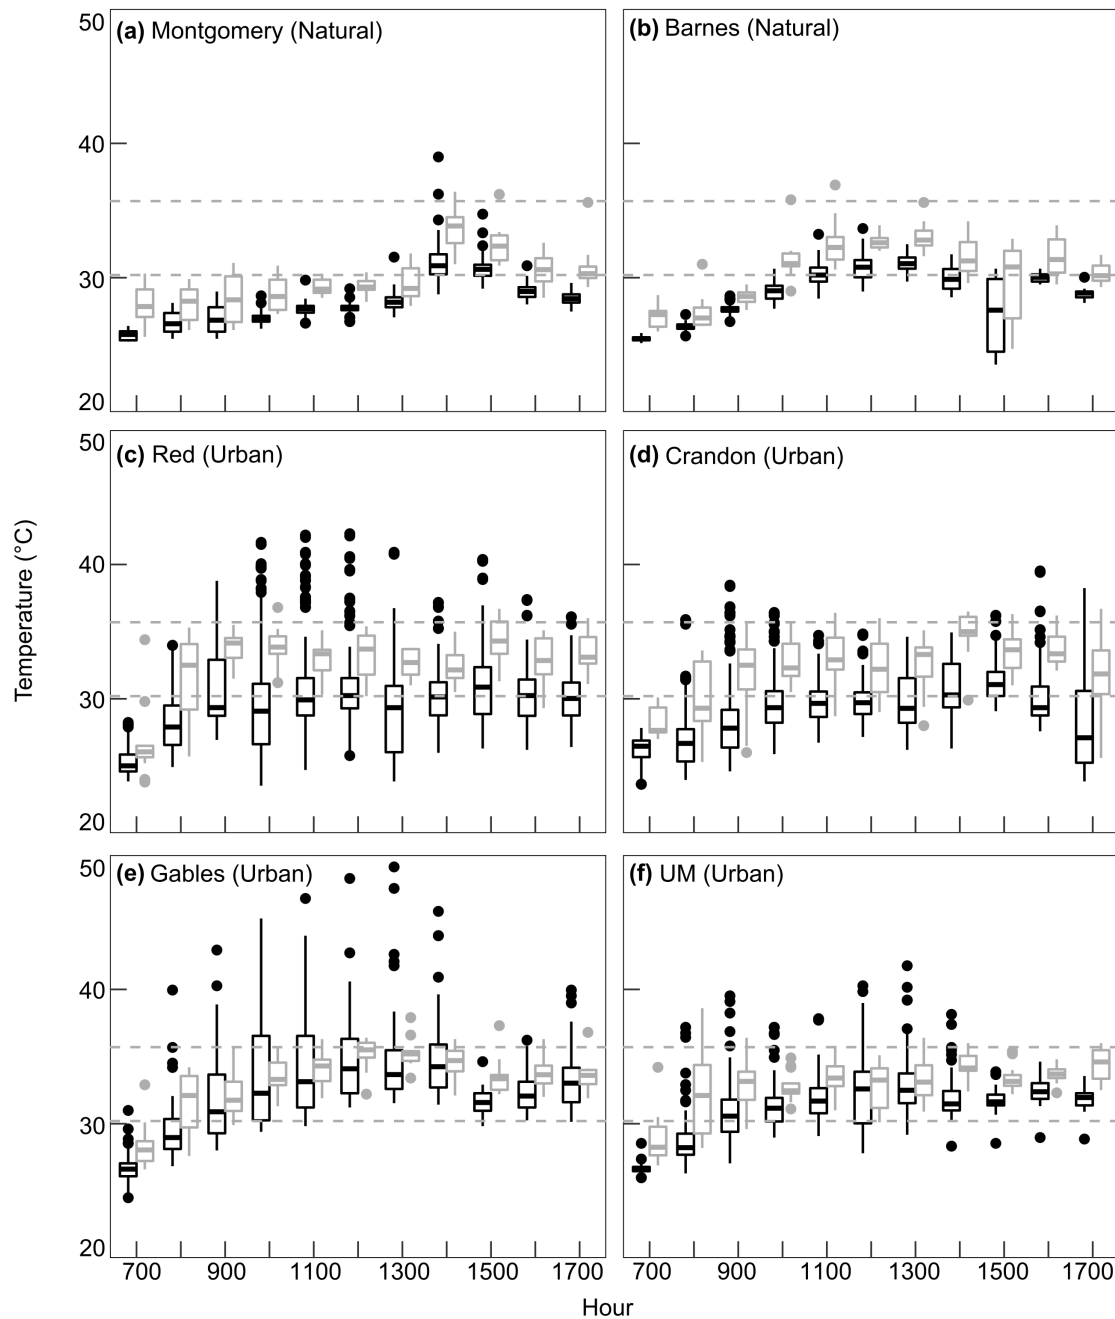 50
(a) Montgomery (Natural)
(b) Barnes (Natural)
40
30
20
50
(c) Red (Urban)
(d) Crandon (Urban)
40
30
20
Temperature (°C)
50
(e) Gables (Urban)
(f) UM (Urban)
40
30
20
700 900 1100 1300 1500 1700
700 900 1100 1300 1500 1700
Hour